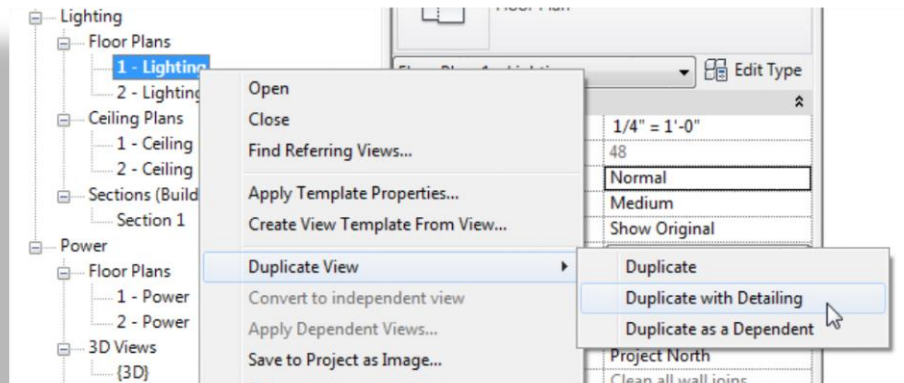 Lighting
Floor Plans
1 - Lighting
2 - Lighting
Ceiling Plans
1 - Ceiling
2 - Ceiling
Sections (Build
Section 1
Power
Floor Plans
1 - Power
2 - Power
3D Views
{3D}
Open
Close
Find Referring Views...
Apply Template Properties...
Create View Template From View...
Duplicate View
Convert to independent view
Apply Dependent Views...
Save to Project as Image...
Edit Type
1/4" = 1'-0"
48
Normal
Medium
Show Original
Duplicate
Duplicate with Detailing
Duplicate as a Dependent
Project North
Clean all wall joins